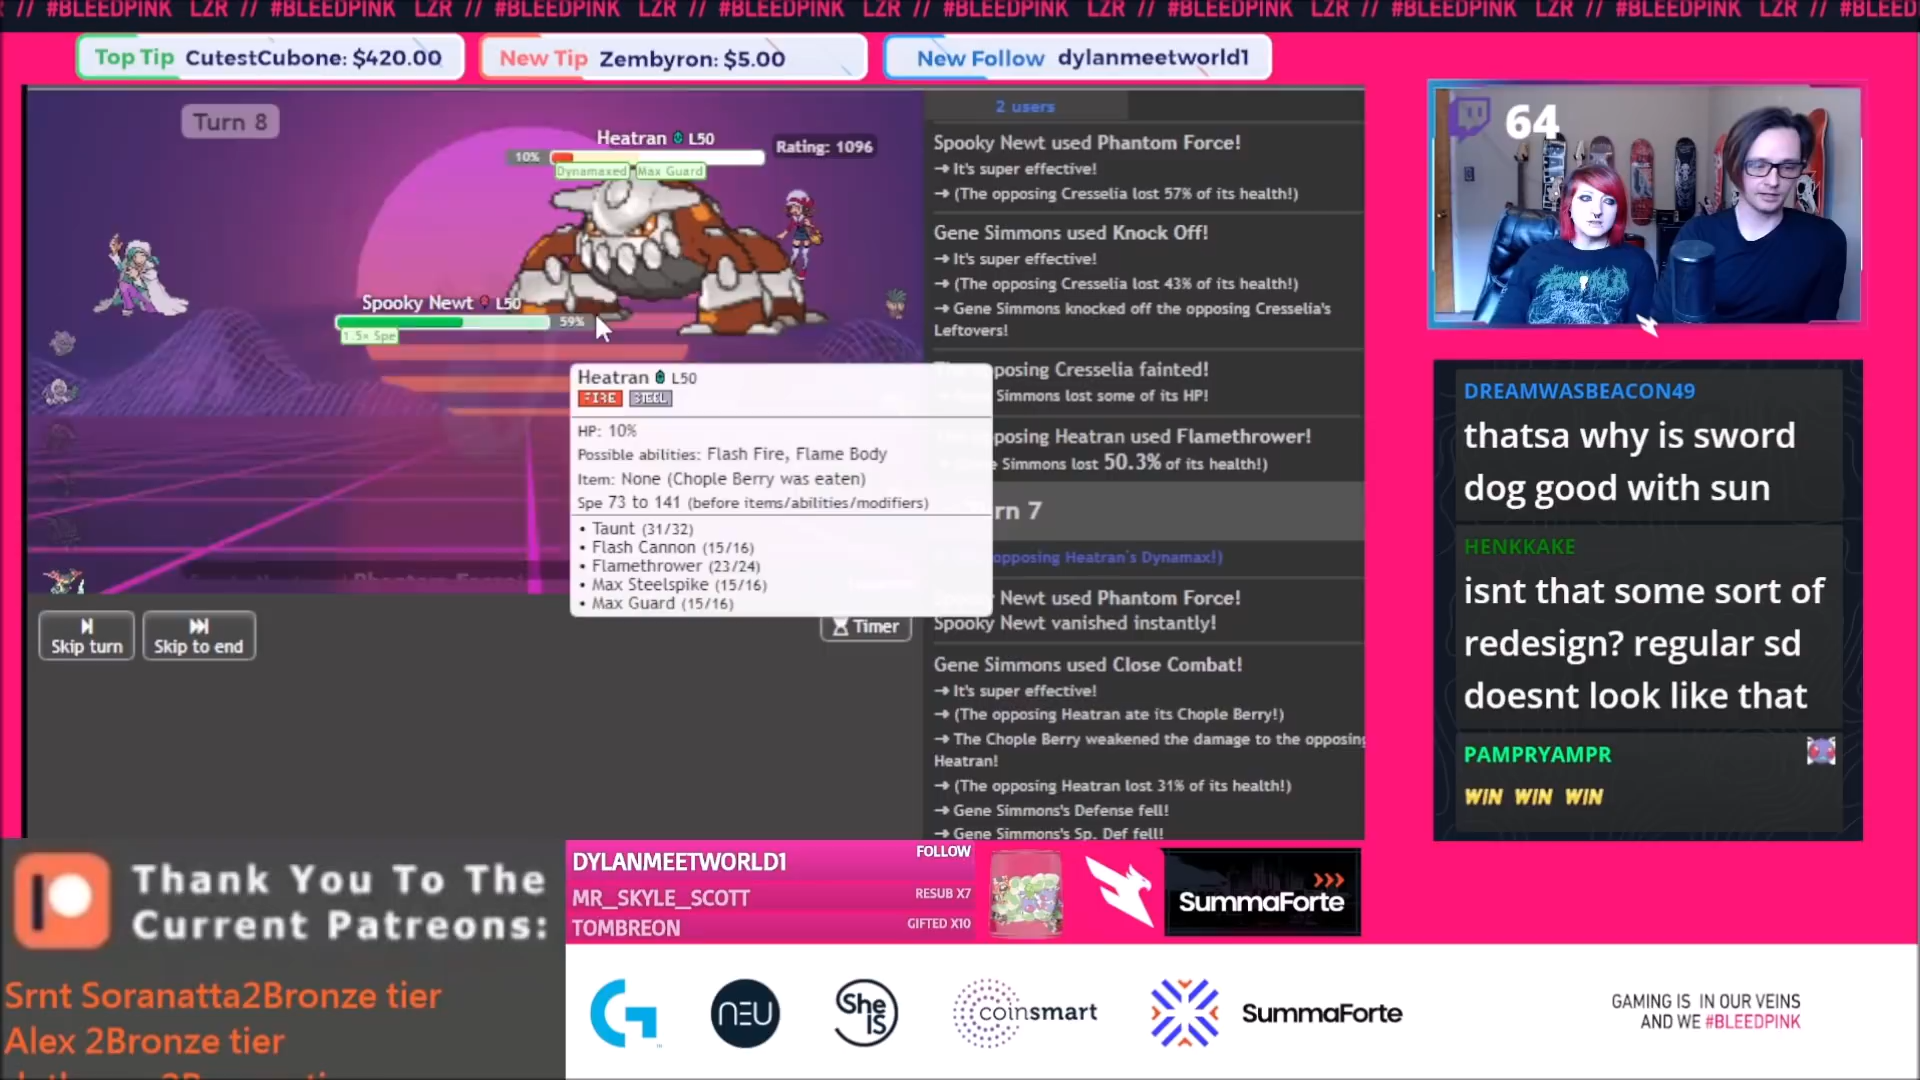 // #BLEEDPINK LZR // #BLEEDPINK LZR // #BLEEDPINK LZR // #BLEEDPINK LZR // #BLEEDPINK LZR // #BLEEDPINK LZR // #BLEEDPINK LZR // #BLEEDPINK LZR // #BLEED
Top Tip CutestCubone: $420.00
New Tip Zembyron: $5.00
New Follow dylanmeetworld1
Turn 8
Heatran L50
10%
Dynamaxed Max Guard
Rating: 1096
Spooky Newt L50
59%
1.5× Spe
Heatran L50
FIRE STEEL
HP: 10%
Possible abilities: Flash Fire, Flame Body
Item: None (Chople Berry was eaten)
Spe 73 to 141 (before items/abilities/modifiers)
• Taunt (31/32)
• Flash Cannon (15/16)
• Flamethrower (23/24)
• Max Steelspike (15/16)
• Max Guard (15/16)
Skip turn
Skip to end
Timer
2 users
Spooky Newt used Phantom Force!
→ It's super effective!
→ (The opposing Cresselia lost 57% of its health!)
Gene Simmons used Knock Off!
→ It's super effective!
→ (The opposing Cresselia lost 43% of its health!)
→ Gene Simmons knocked off the opposing Cresselia's
Leftovers!
posing Cresselia fainted!
Simmons lost some of its HP!
posing Heatran used Flamethrower!
Simmons lost 50.3% of its health!)
rn 7
opposing Heatran's Dynamax!)
Newt used Phantom Force!
Spooky Newt vanished instantly!
Gene Simmons used Close Combat!
→ It's super effective!
→ (The opposing Heatran ate its Chople Berry!)
→ The Chople Berry weakened the damage to the opposing
Heatran!
→ (The opposing Heatran lost 31% of its health!)
→ Gene Simmons's Defense fell!
→ Gene Simmons's Sp. Def fell!
64
DREAMWASBEACON49
thatsa why is sword
dog good with sun
HENKKAKE
isnt that some sort of
redesign? regular sd
doesnt look like that
PAMPRYAMPR
WIN WIN WIN
Thank You To The
Current Patreons:
Srnt Soranatta2Bronze tier
Alex 2Bronze tier
DYLANMEETWORLD1 FOLLOW
MR_SKYLE_SCOTT RESUB X7
TOMBREON GIFTED X10
SummaForte
G
NEU
She IS
coinsmart
SummaForte
GAMING IS IN OUR VEINS
AND WE #BLEEDPINK